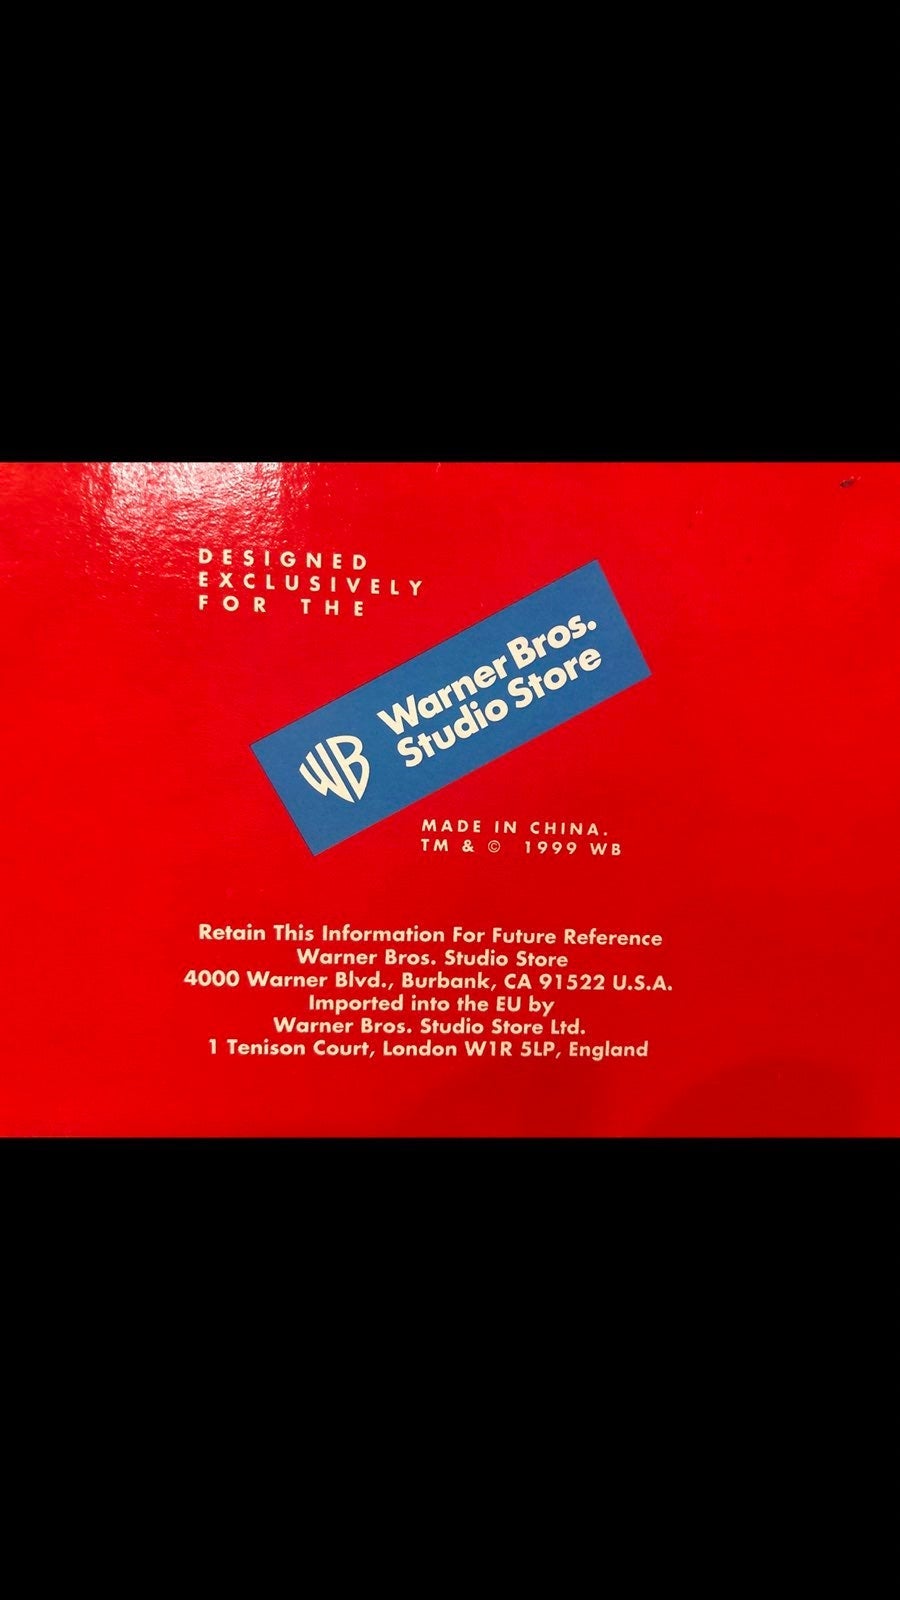 DESIGNED
EXCLUSIVELY
FOR THE
WB
Warner Bros.
Studio Store
MADE IN CHINA.
TM & © 1999 WB
Retain This Information For Future Reference
Warner Bros. Studio Store
4000 Warner Blvd., Burbank, CA 91522 U.S.A.
Imported into the EU by
Warner Bros. Studio Store Ltd.
1 Tenison Court, London W1R 5LP, England